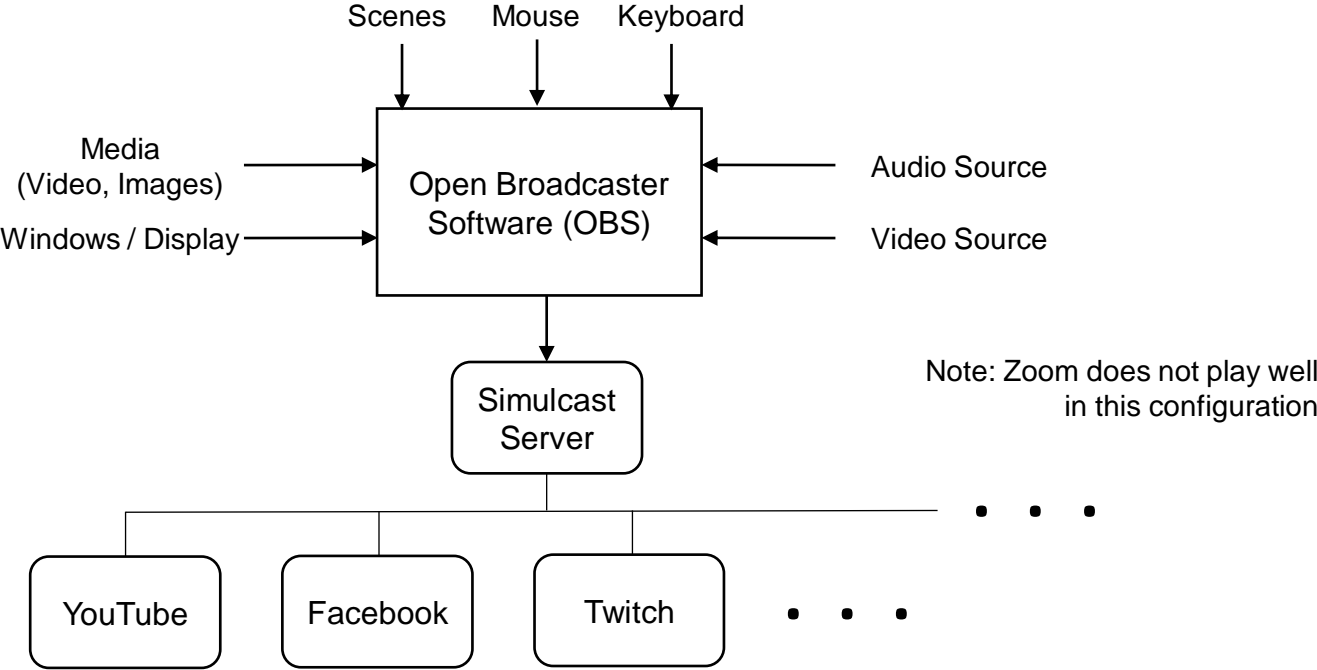 Scenes Mouse Keyboard
Media
(Video, Images)
Windows / Display
Open Broadcaster
Software (OBS)
Audio Source
Video Source
Simulcast
Server
Note: Zoom does not play well
in this configuration
YouTube Facebook Twitch